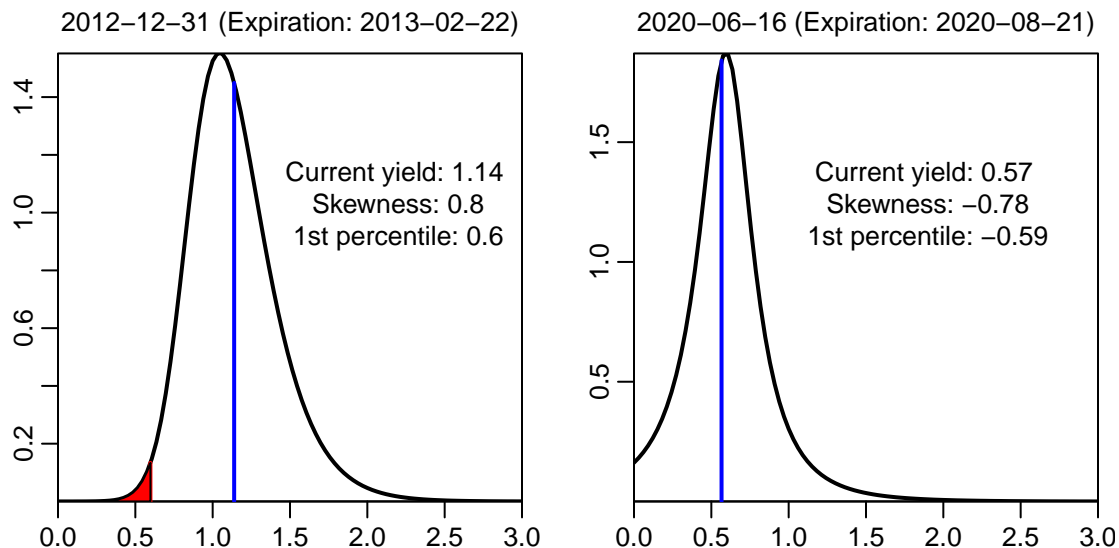 2012−12−31 (Expiration: 2013−02−22)
1.4
1.0
0.6
0.2
Current yield: 1.14
Skewness: 0.8
1st percentile: 0.6
0.0 0.5 1.0 1.5 2.0 2.5 3.0
2020−06−16 (Expiration: 2020−08−21)
1.5
1.0
0.5
Current yield: 0.57
Skewness: −0.78
1st percentile: −0.59
0.0 0.5 1.0 1.5 2.0 2.5 3.0